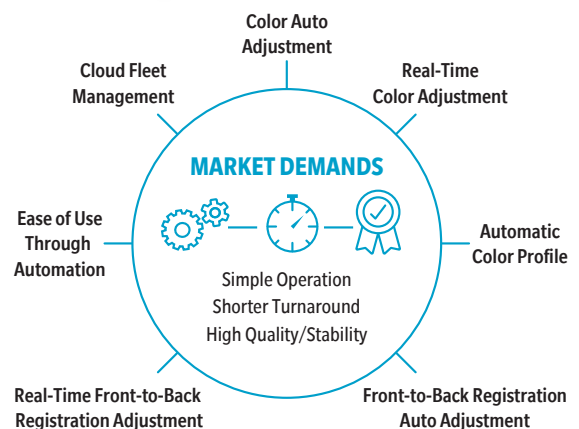 Color Auto
Adjustment
Cloud Fleet
Management
Real-Time
Color Adjustment
MARKET DEMANDS
Ease of Use
Through
Automation
Automatic
Color Profile
Simple Operation
Shorter Turnaround
High Quality/Stability
Real-Time Front-to-Back
Registration Adjustment
Front-to-Back Registration
Auto Adjustment